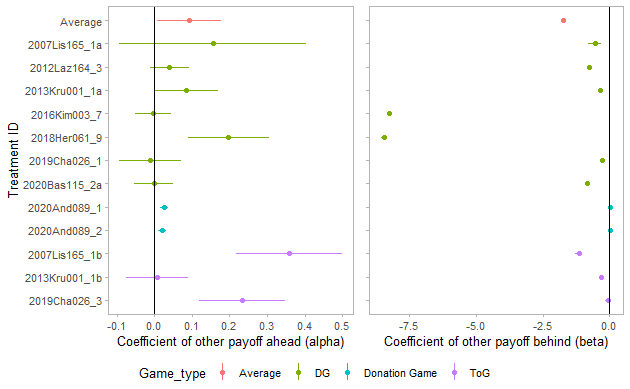 Treatment ID
Average
2007Lis165_1a
2012Laz164_3
2013Kru001_1a
2016Kim003_7
2018Her061_9
2019Cha026_1
2020Bas115_2a
2020And089_1
2020And089_2
2007Lis165_1b
2013Kru001_1b
2019Cha026_3
-0.1 0.0 0.1 0.2 0.3 0.4 0.5
-7.5 -5.0 -2.5 0.0
Coefficient of other payoff ahead (alpha)
Coefficient of other payoff behind (beta)
Game_type Average DG Donation Game ToG